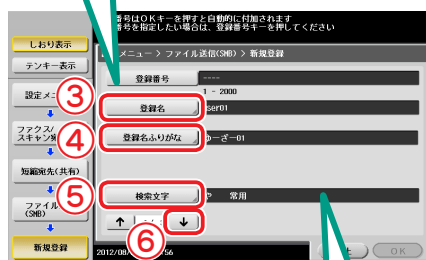 番号はOKキーを押すと自動的に付加されます
番号を指定したい場合は、登録番号キーを押してください
しおり表示
テンキー表示
メニュー > ファイル送信(SMB) > 新規登録
登録番号 ----
1 - 2000
設定メ
③ 登録名 user01
ファクス/
スキャン
④ 登録名ふりがな ゆーざー01
短縮宛先(共有)
⑤ 検索文字 や 常用
ファイル
(SMB)
↑ ↓
⑥
新規登録
2012/08 56
OK